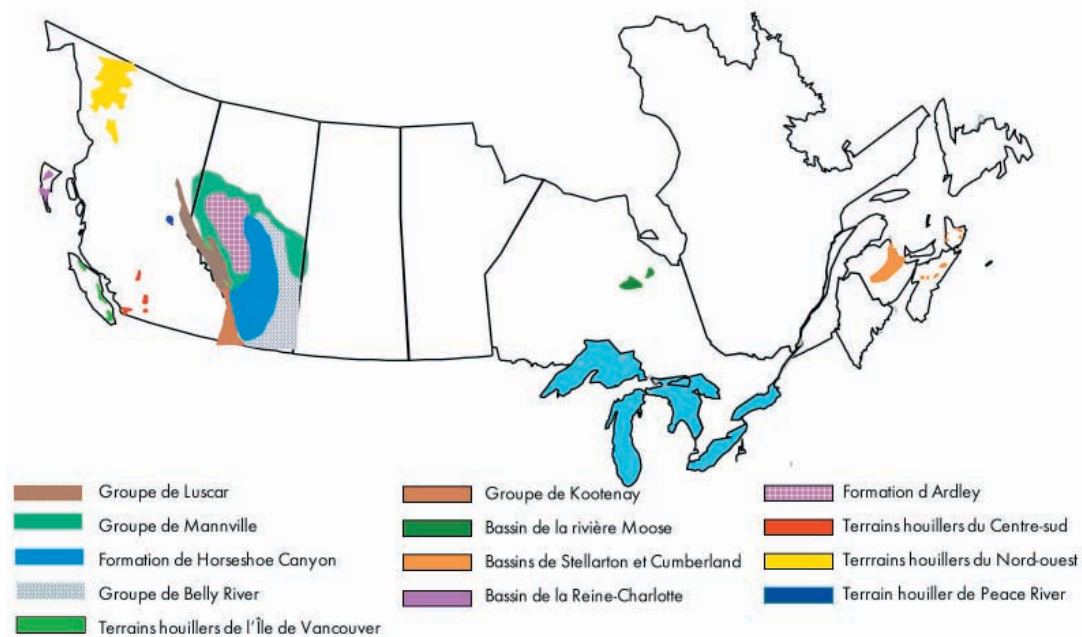 Groupe de Luscar
Groupe de Mannville
Formation de Horseshoe Canyon
Groupe de Belly River
Terrains houillers de l'Île de Vancouver
Groupe de Kootenay
Bassin de la rivière Moose
Bassins de Stellarton et Cumberland
Bassin de la Reine-Charlotte
Formation d Ardley
Terrains houillers du Centre-sud
Terrrains houillers du Nord-ouest
Terrain houiller de Peace River